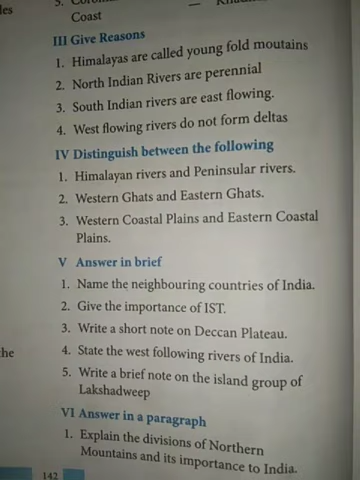 Coast
III Give Reasons
1. Himalayas are called young fold moutains
2. North Indian Rivers are perennial
3. South Indian rivers are east flowing.
4. West flowing rivers do not form deltas
IV Distinguish between the following
1. Himalayan rivers and Peninsular rivers.
2. Western Ghats and Eastern Ghats.
3. Western Coastal Plains and Eastern Coastal
Plains.
V Answer in brief
1. Name the neighbouring countries of India.
2. Give the importance of IST.
3. Write a short note on Deccan Plateau.
4. State the west following rivers of India.
5. Write a brief note on the island group of
Lakshadweep
VI Answer in a paragraph
1. Explain the divisions of Northern
Mountains and its importance to India.
142